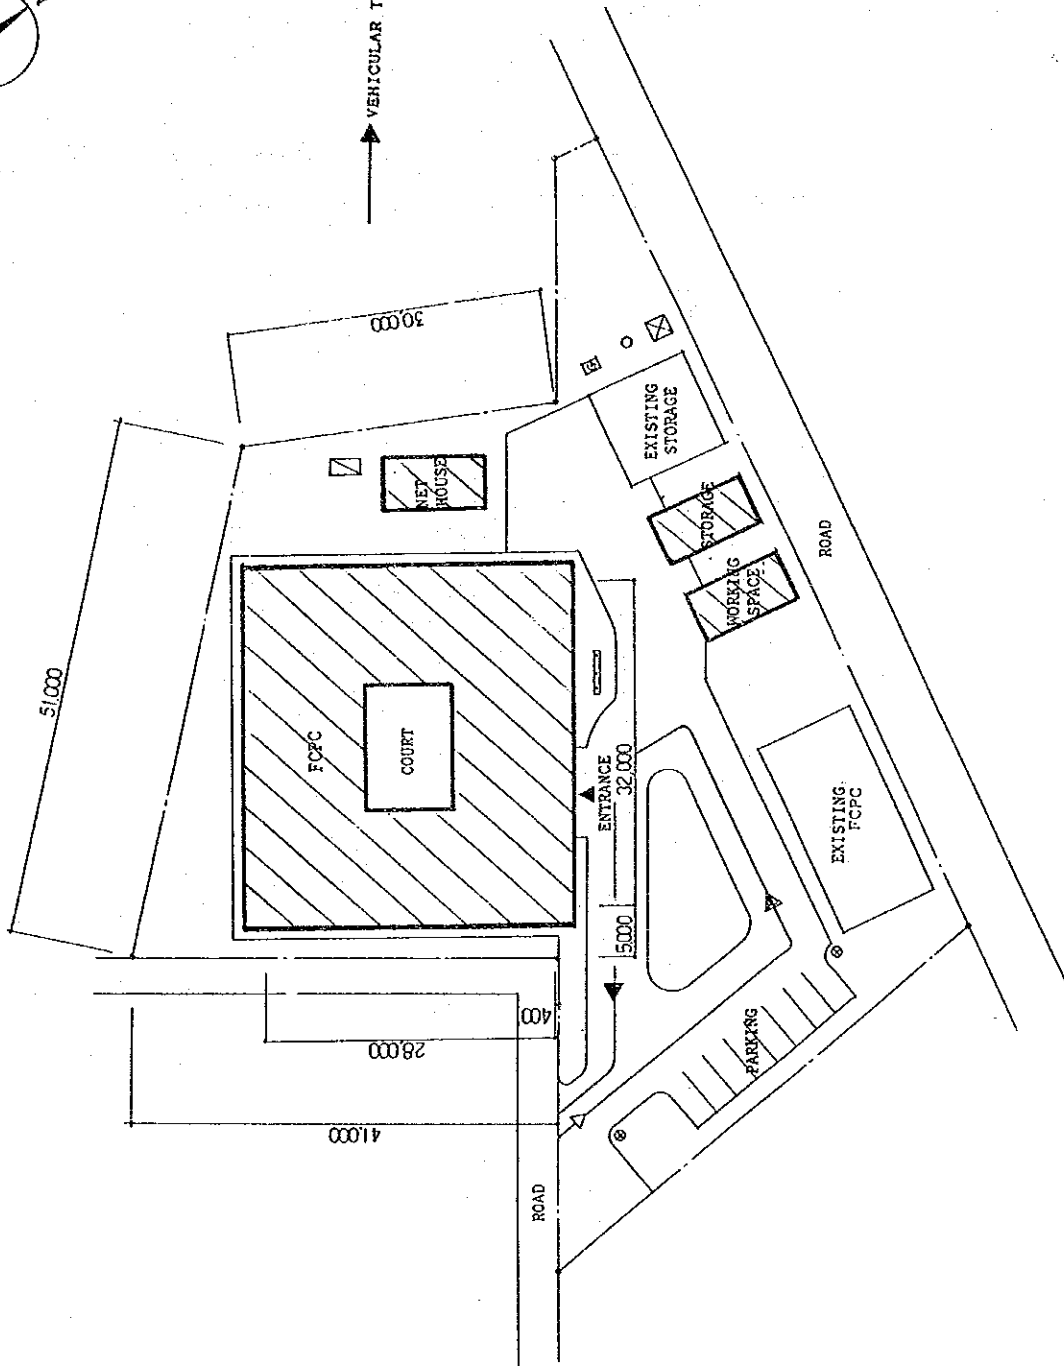 VEHICULAR T
30,000
51,000
EXISTING
STORAGE
NET
HOUSE
STORAGE
WORKING
SPACE
ROAD
FCPC
COURT
ENTRANCE
32,000
5,000
EXISTING
FCPC
400
28,000
41,000
PARKING
ROAD